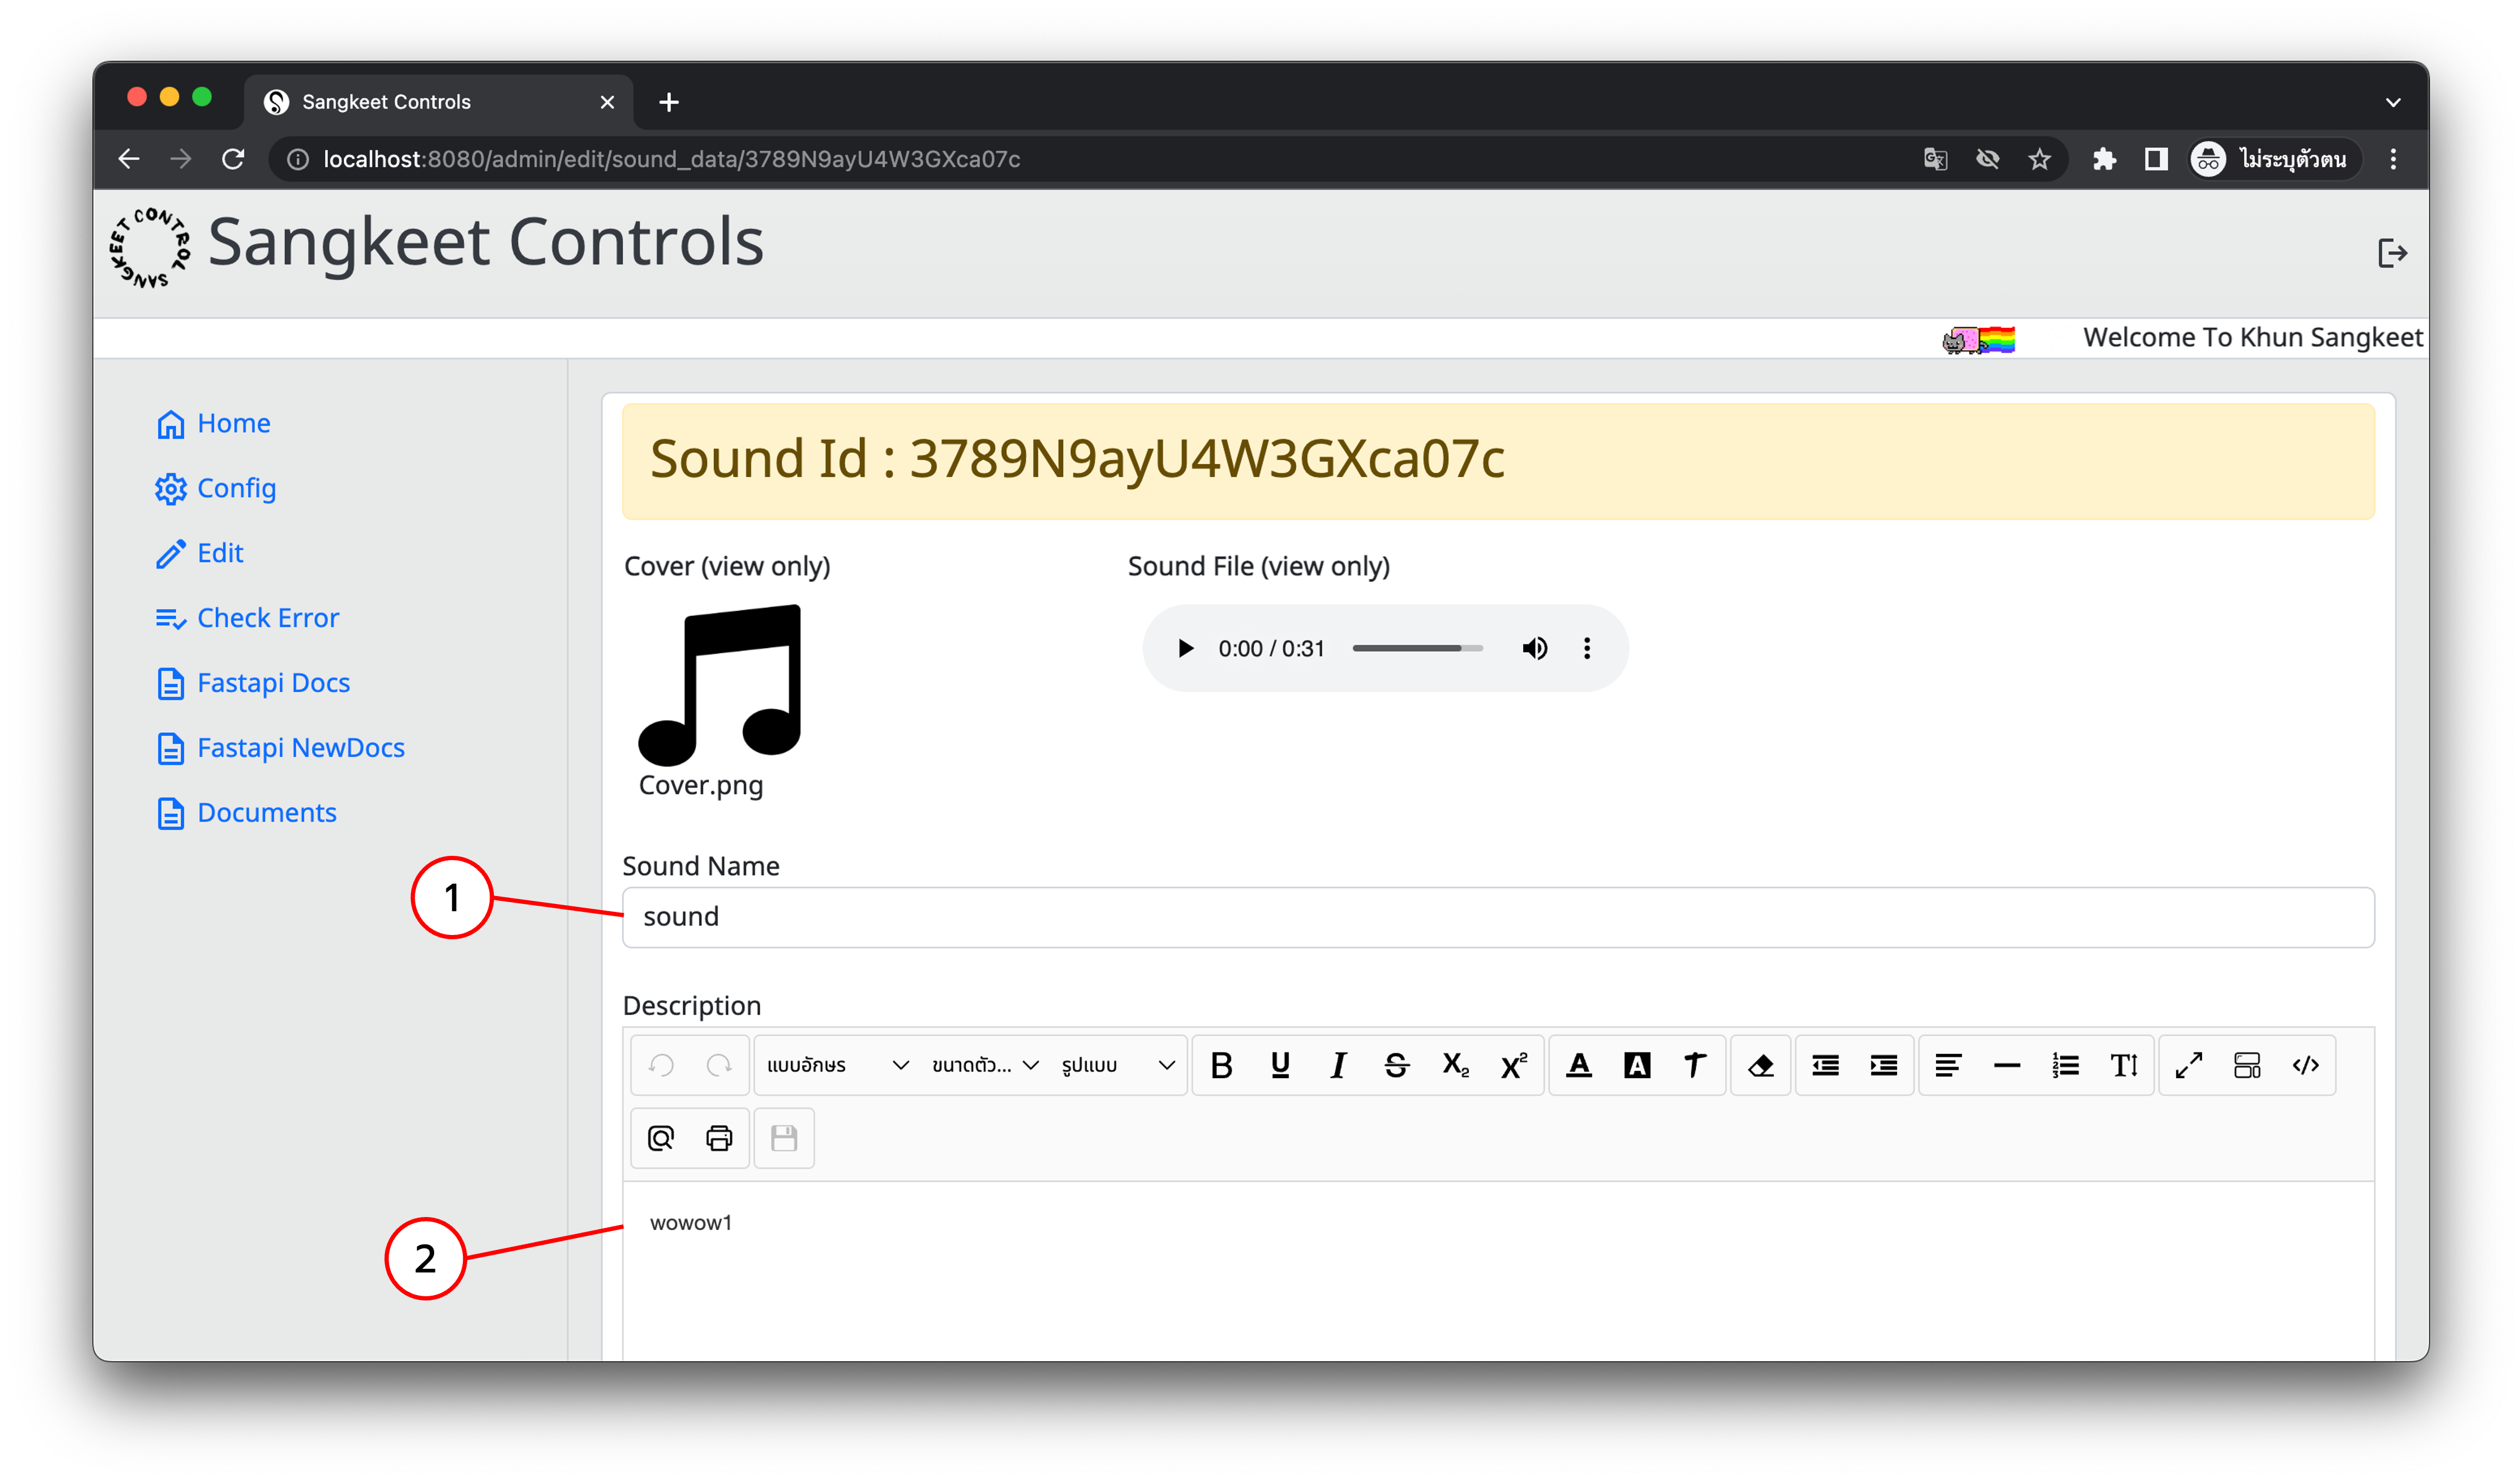 Sangkeet Controls
localhost:8080/admin/edit/sound_data/3789N9ayU4W3GXca07c
ไม่ระบุตัวตน
SANGKEET CONTROL
Sangkeet Controls
Welcome To Khun Sangkeet
Home
Config
Edit
Check Error
Fastapi Docs
Fastapi NewDocs
Documents
Sound Id : 3789N9ayU4W3GXca07c
Cover (view only)
Sound File (view only)
0:00 / 0:31
Cover.png
Sound Name
1
sound
Description
แบบอักษร ขนาดตัว... รูปแบบ
wowow1
2